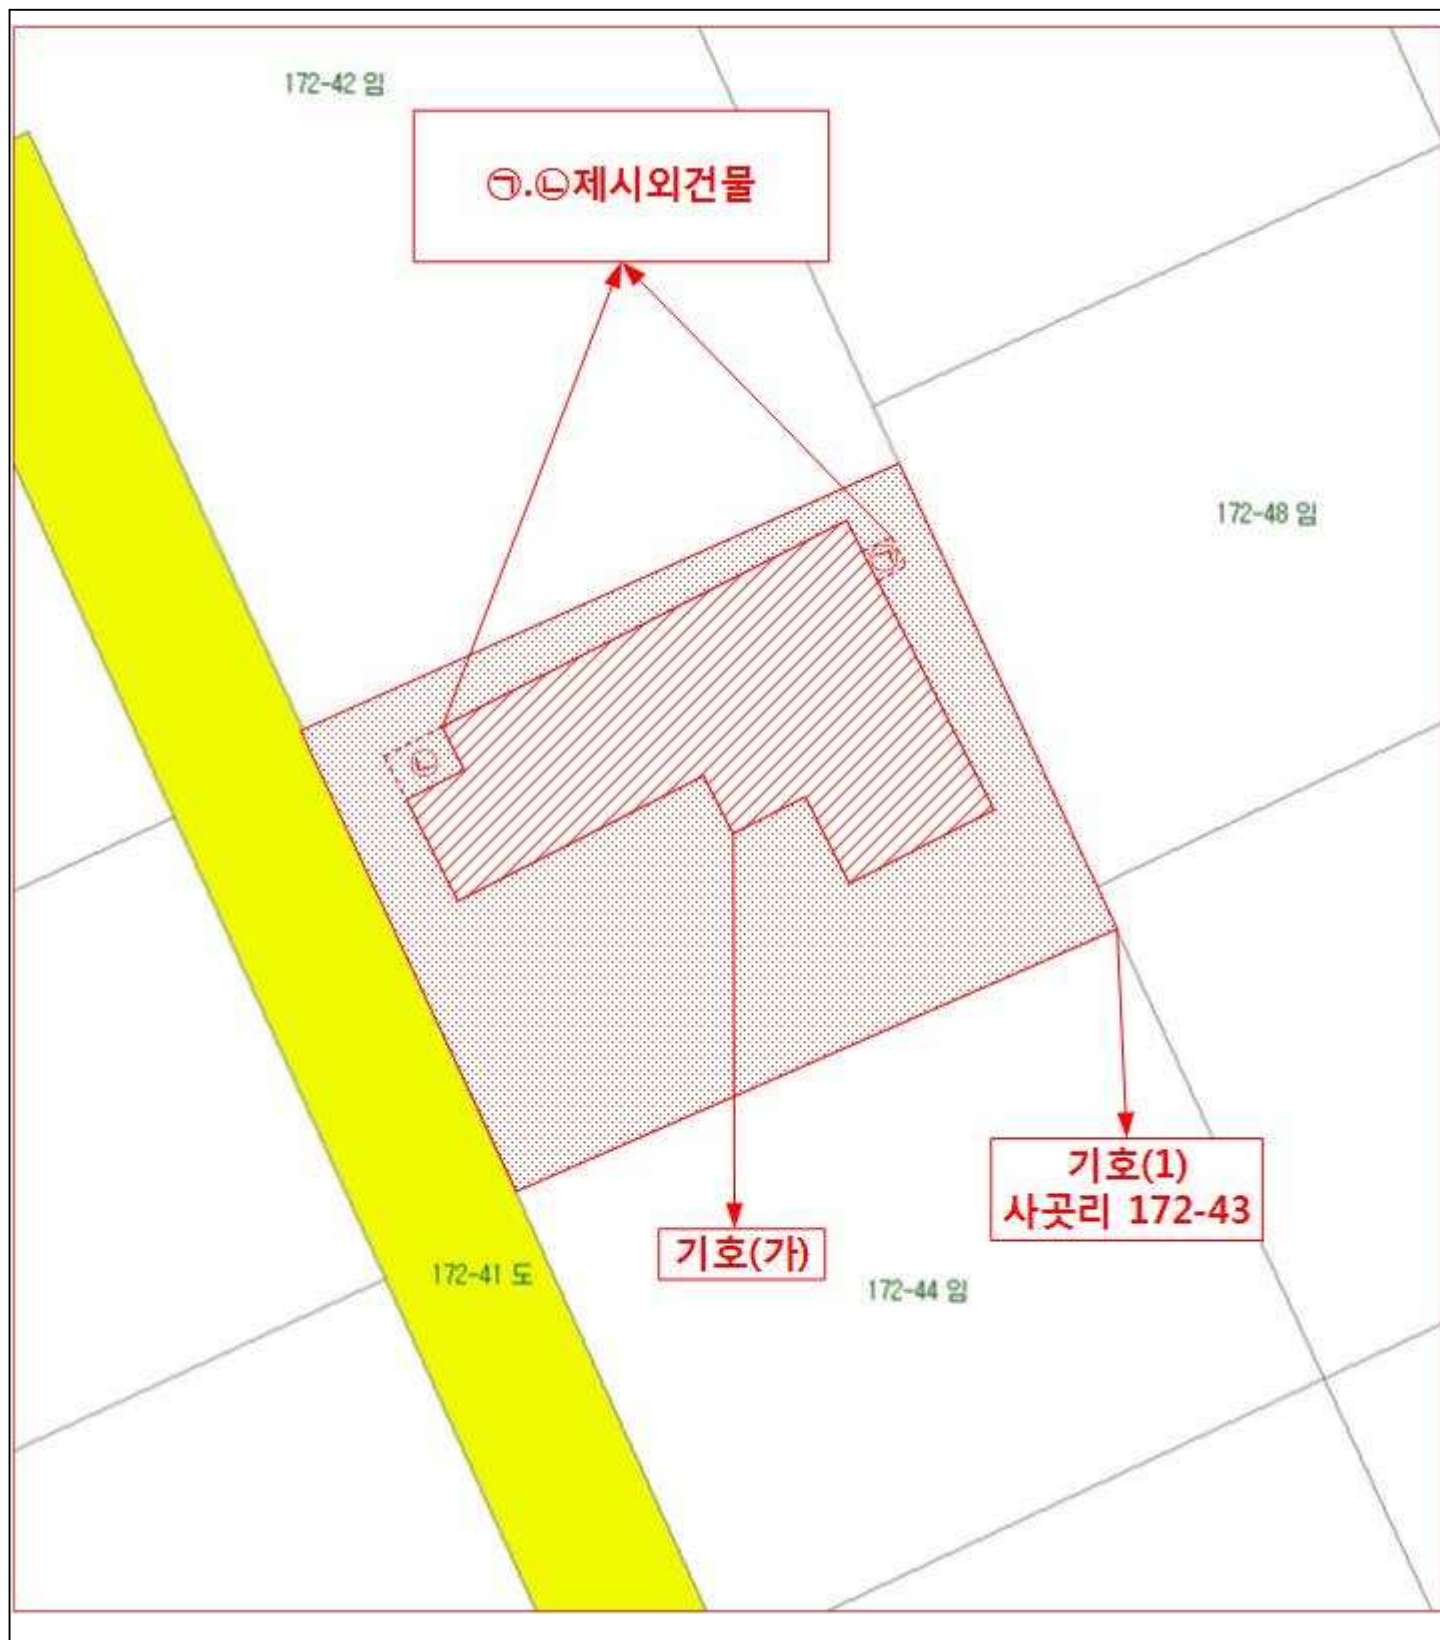 172-42 임
㉠.㉡제시외건물
172-48 임
㉠
㉡
기호(1)
사곳리 172-43
기호(가)
172-41 도
172-44 임